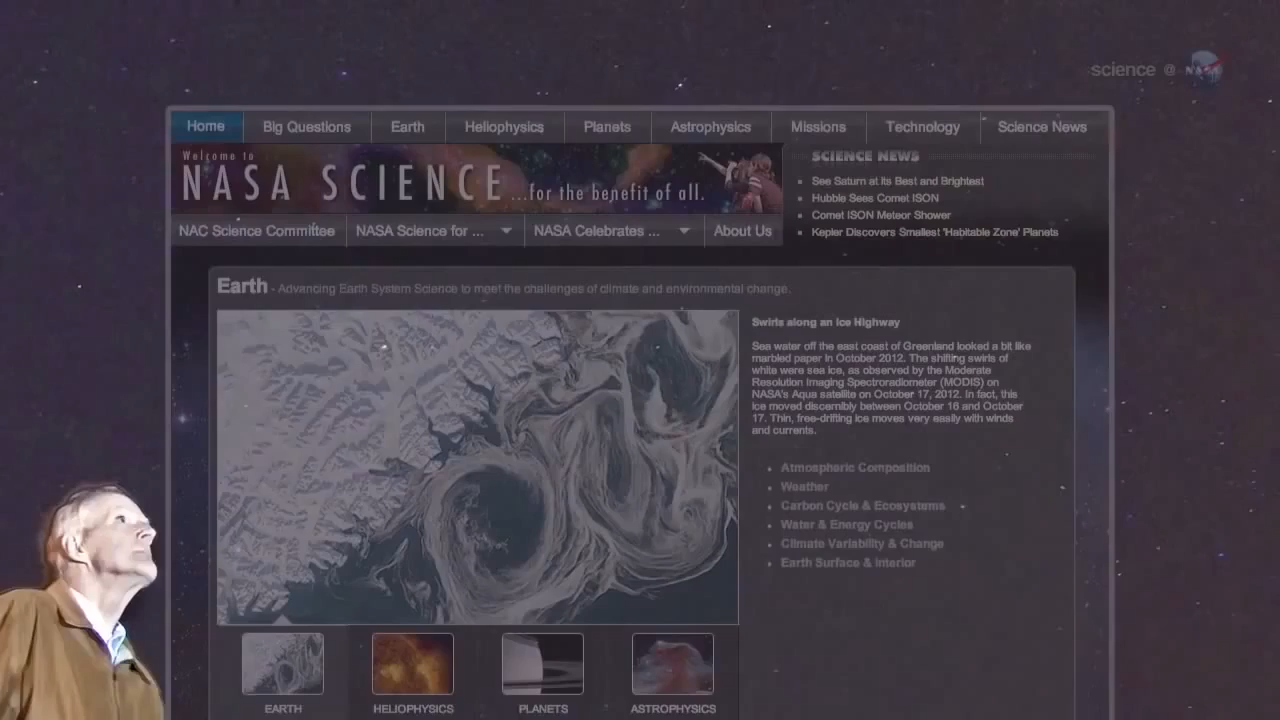 science @ NASA
Home Big Questions Earth Heliophysics Planets Astrophysics Missions Technology Science News
Welcome to
NASA SCIENCE ...for the benefit of all.
SCIENCE NEWS
See Saturn at its Best and Brightest
Hubble Sees Comet ISON
Comet ISON Meteor Shower
Kepler Discovers Smallest 'Habitable Zone' Planets
NAC Science Committee NASA Science for ... NASA Celebrates ... About Us
Earth - Advancing Earth System Science to meet the challenges of climate and environmental change.
Swirls along an Ice Highway
Sea water off the east coast of Greenland looked a bit like
marbled paper in October 2012. The shifting swirls of
white were sea ice, as observed by the Moderate
Resolution Imaging Spectroradiometer (MODIS) on
NASA's Aqua satellite on October 17, 2012. In fact, this
ice moved discernibly between October 16 and October
17. Thin, free-drifting ice moves very easily with winds
and currents.
Atmospheric Composition
Weather
Carbon Cycle & Ecosystems
Water & Energy Cycles
Climate Variability & Change
Earth Surface & Interior
EARTH HELIOPHYSICS PLANETS ASTROPHYSICS